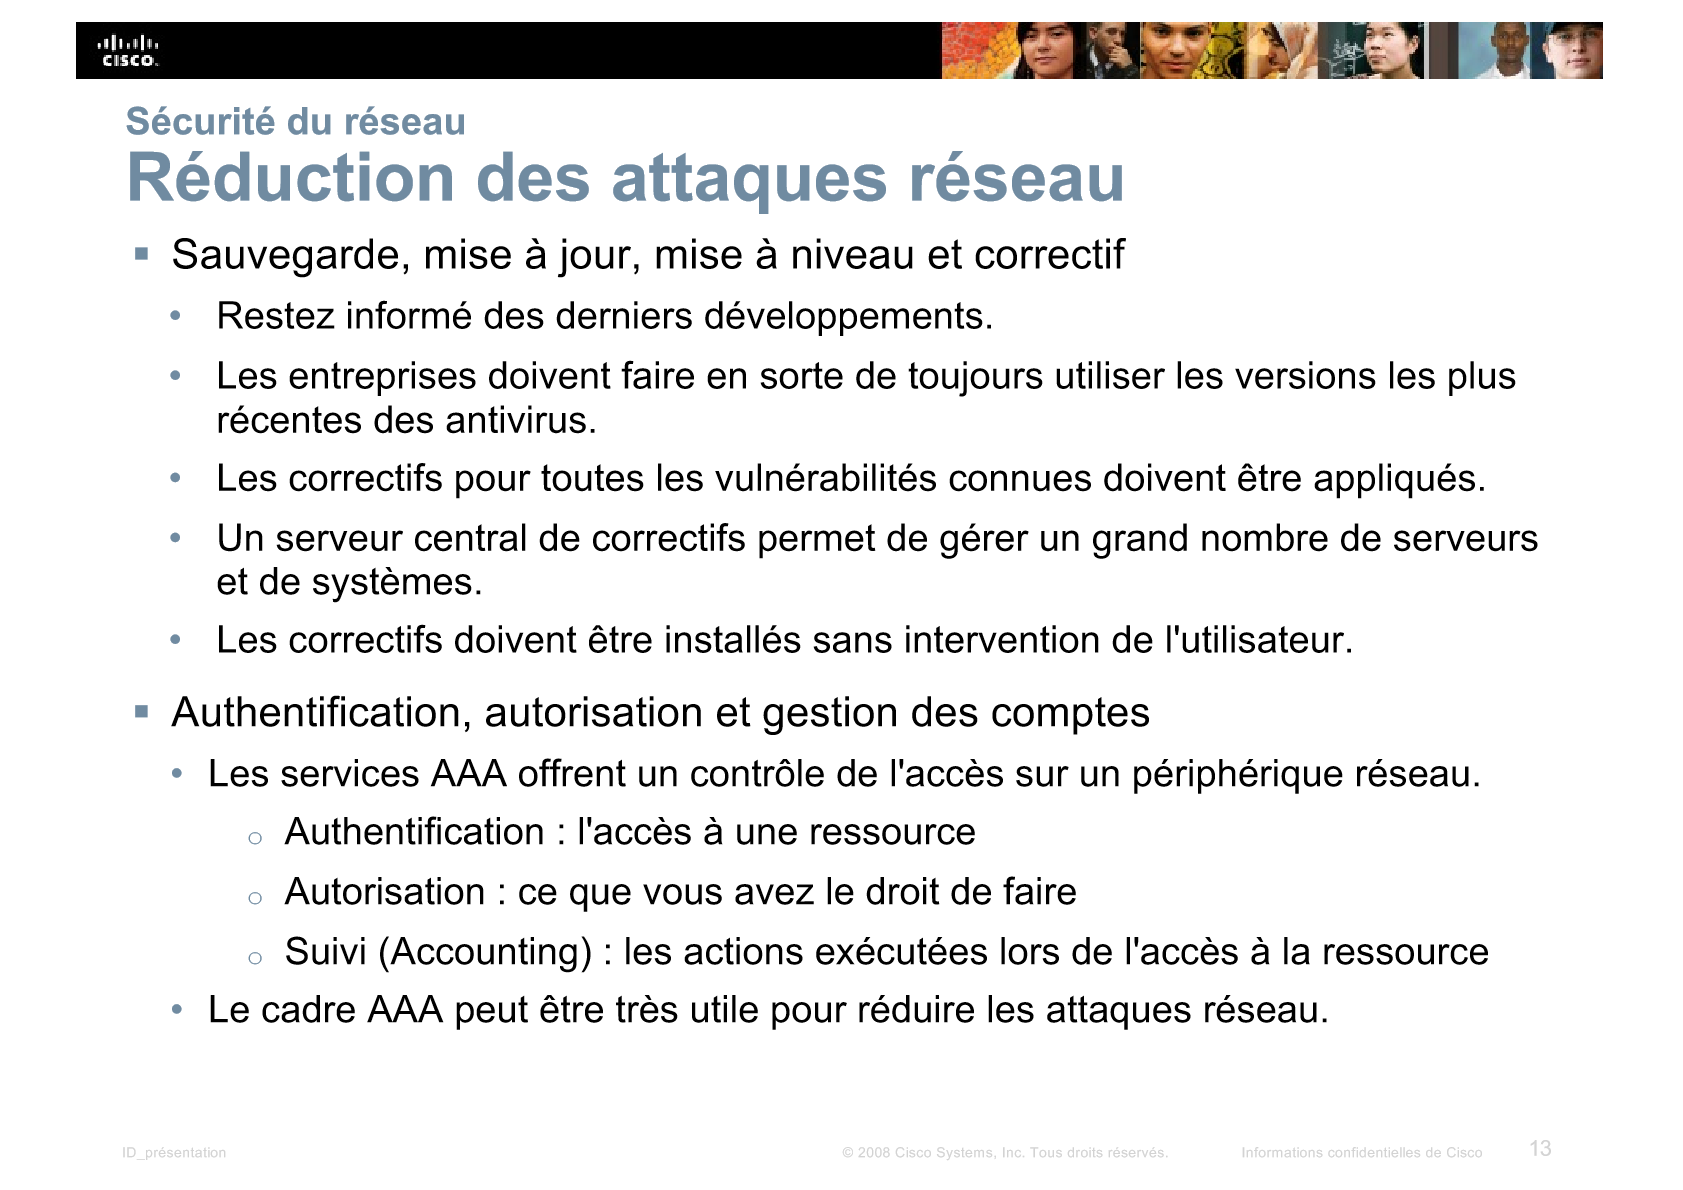 CISCO
Sécurité du réseau
Réduction des attaques réseau
▪ Sauvegarde, mise à jour, mise à niveau et correctif
• Restez informé des derniers développements.
• Les entreprises doivent faire en sorte de toujours utiliser les versions les plus
récentes des antivirus.
• Les correctifs pour toutes les vulnérabilités connues doivent être appliqués.
• Un serveur central de correctifs permet de gérer un grand nombre de serveurs
et de systèmes.
• Les correctifs doivent être installés sans intervention de l'utilisateur.
▪ Authentification, autorisation et gestion des comptes
• Les services AAA offrent un contrôle de l'accès sur un périphérique réseau.
o Authentification : l'accès à une ressource
o Autorisation : ce que vous avez le droit de faire
o Suivi (Accounting) : les actions exécutées lors de l'accès à la ressource
• Le cadre AAA peut être très utile pour réduire les attaques réseau.
ID_présentation © 2008 Cisco Systems, Inc. Tous droits réservés. Informations confidentielles de Cisco 13